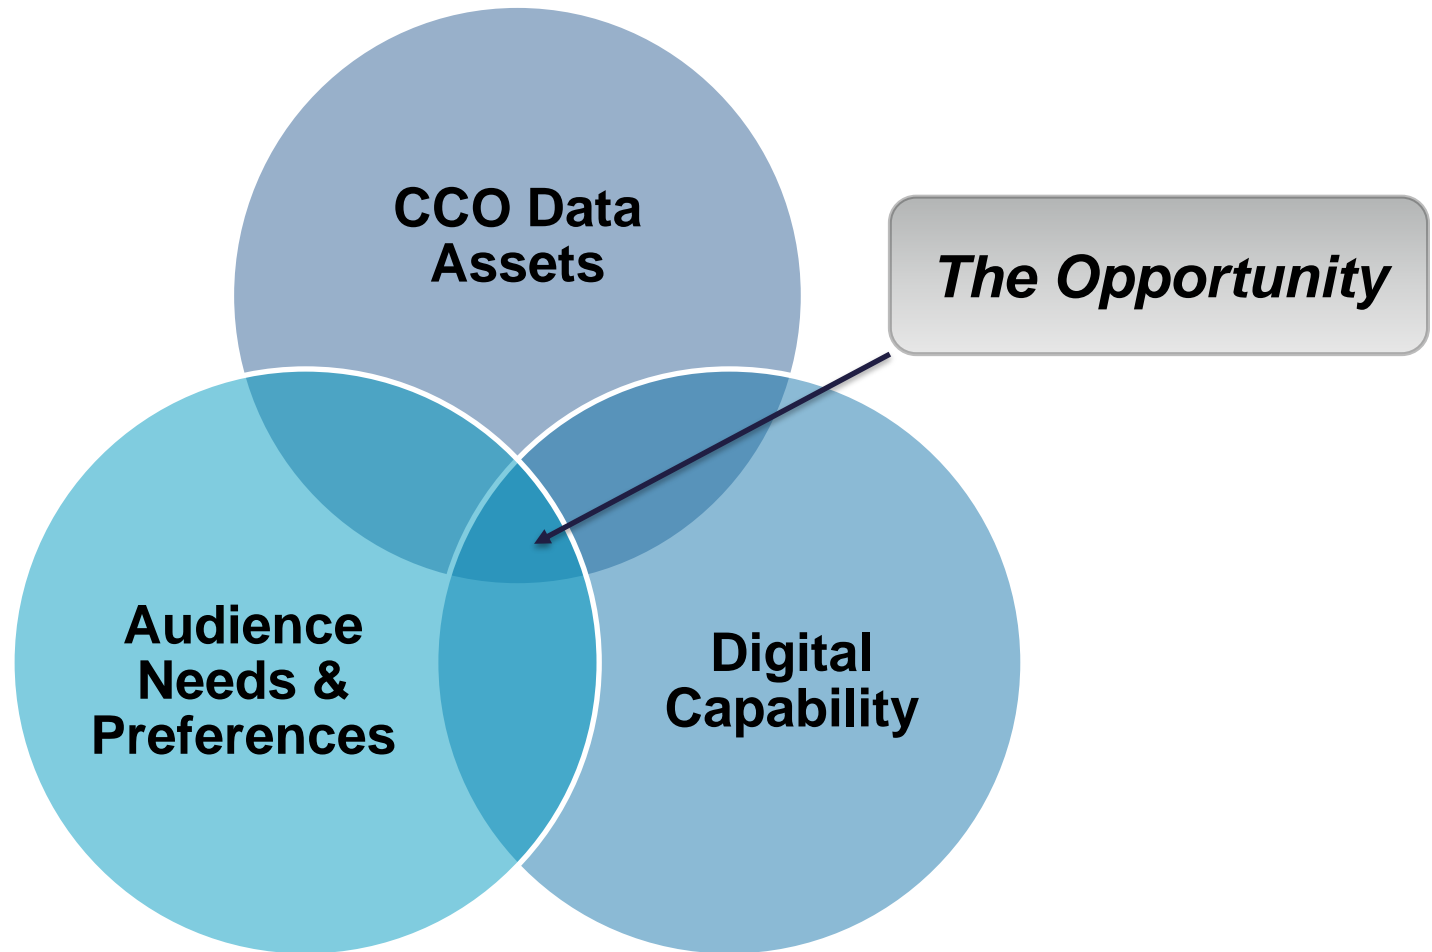 CCO Data
Assets
The Opportunity
Audience
Needs &
Preferences
Digital
Capability